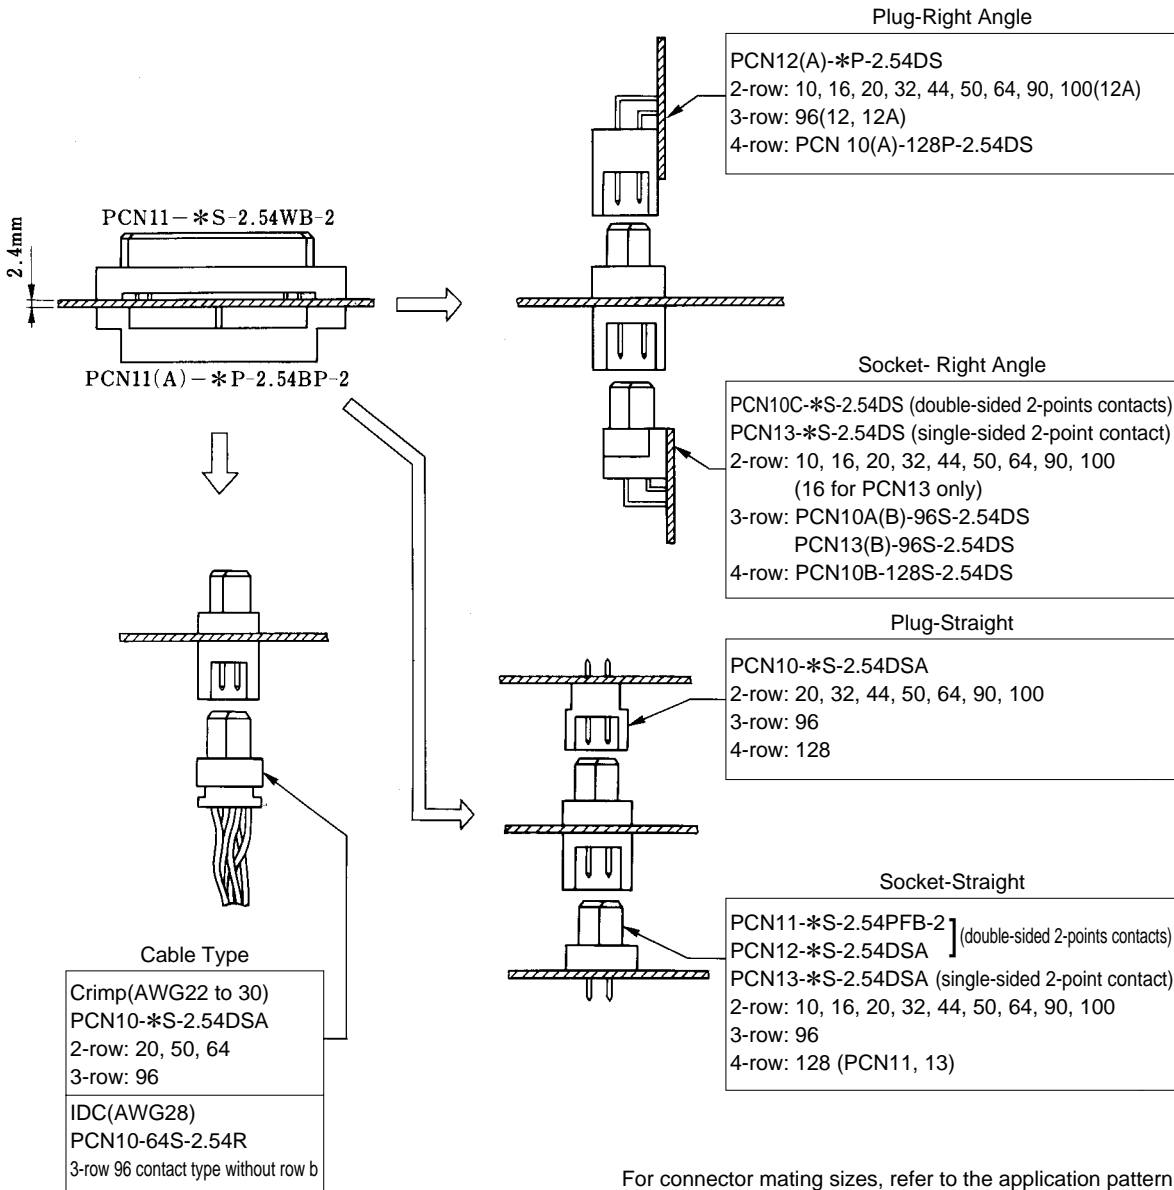 Plug-Right Angle
PCN12(A)-*P-2.54DS
2-row: 10, 16, 20, 32, 44, 50, 64, 90, 100(12A)
3-row: 96(12, 12A)
4-row: PCN 10(A)-128P-2.54DS
2.4mm
PCN11-*S-2.54WB-2
PCN11(A)-*P-2.54BP-2
Socket- Right Angle
PCN10C-*S-2.54DS (double-sided 2-points contacts)
PCN13-*S-2.54DS (single-sided 2-point contact)
2-row: 10, 16, 20, 32, 44, 50, 64, 90, 100
(16 for PCN13 only)
3-row: PCN10A(B)-96S-2.54DS
PCN13(B)-96S-2.54DS
4-row: PCN10B-128S-2.54DS
Plug-Straight
PCN10-*S-2.54DSA
2-row: 20, 32, 44, 50, 64, 90, 100
3-row: 96
4-row: 128
Socket-Straight
PCN11-*S-2.54PFB-2
PCN12-*S-2.54DSA ] (double-sided 2-points contacts)
PCN13-*S-2.54DSA (single-sided 2-point contact)
2-row: 10, 16, 20, 32, 44, 50, 64, 90, 100
3-row: 96
4-row: 128 (PCN11, 13)
Cable Type
Crimp(AWG22 to 30)
PCN10-*S-2.54DSA
2-row: 20, 50, 64
3-row: 96
IDC(AWG28)
PCN10-64S-2.54R
3-row 96 contact type without row b
For connector mating sizes, refer to the application pattern